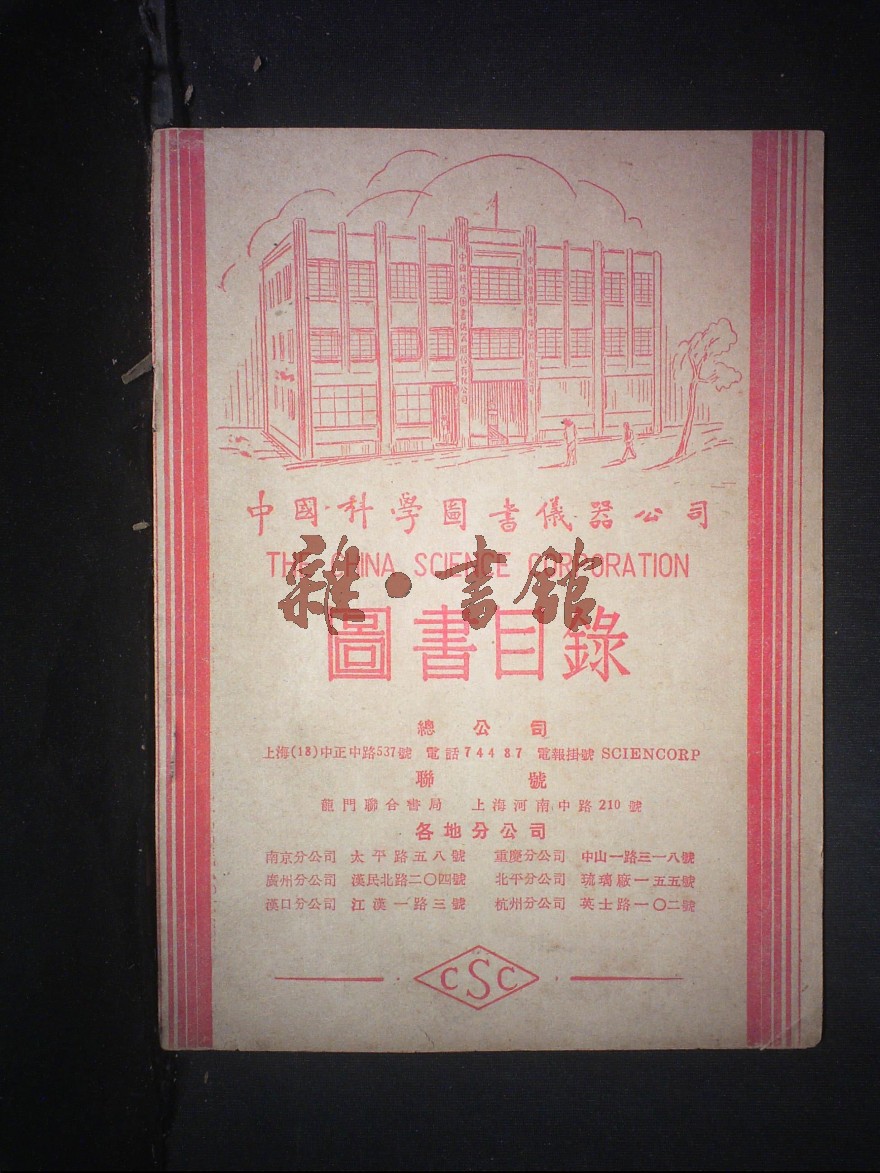 中國科學圖書儀器公司
THE CHINA SCIENCE CORPORATION
雜·書館
圖書目錄
總公司
上海(18)中正中路537號 電話74487 電報掛號 SCIENCORP
聯號
龍門聯合書局 上海河南中路210號
各地分公司
南京分公司 太平路五八號 重慶分公司 中山一路三一八號
廣州分公司 漢民北路二〇四號 北平分公司 琉璃廠一五五號
漢口分公司 江漢一路三號 杭州分公司 英士路一〇二號
CSC